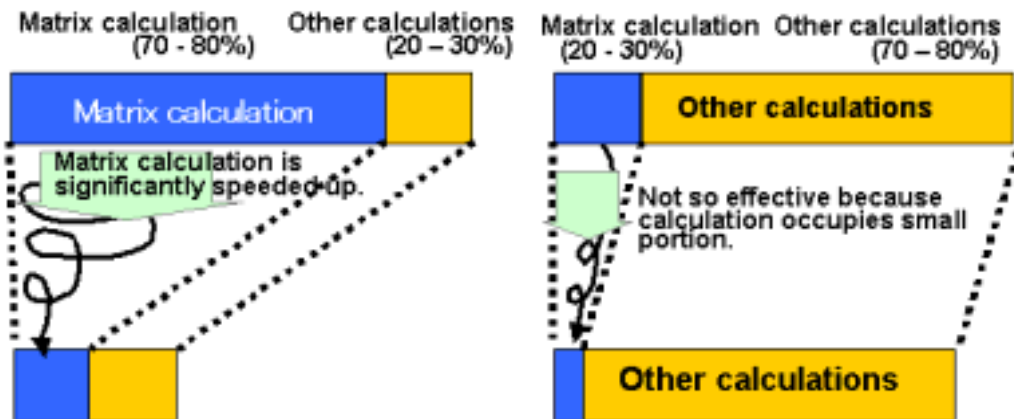 Matrix calculation
(70 - 80%)
Other calculations
(20 – 30%)
Matrix calculation
Matrix calculation is
significantly speeded up.
Matrix calculation
(20 - 30%)
Other calculations
(70 – 80%)
Other calculations
Not so effective because
calculation occupies small
portion.
Other calculations